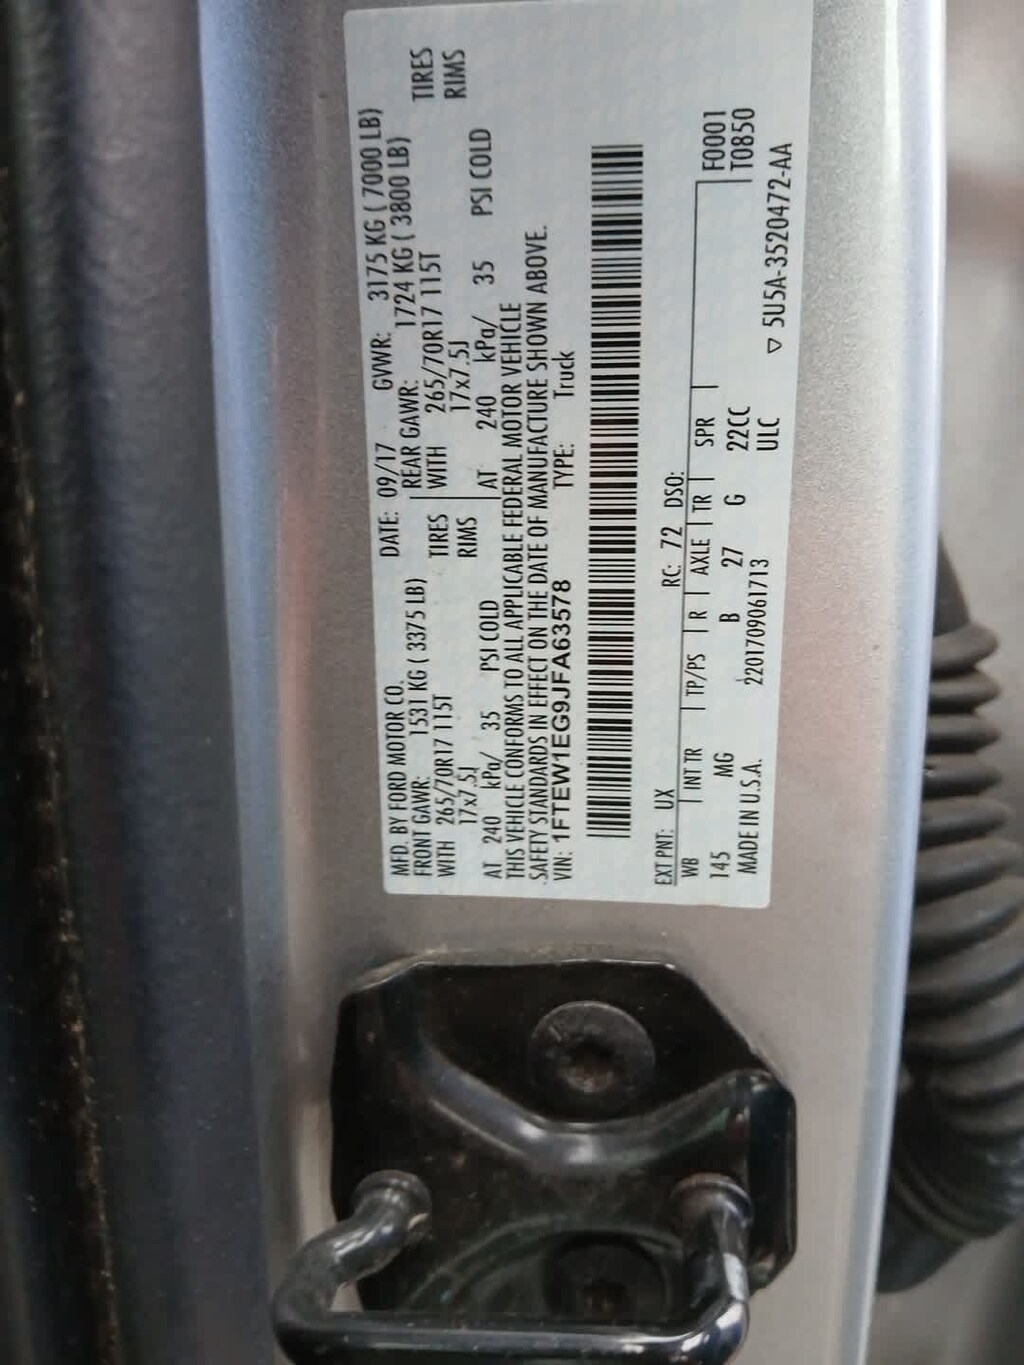 MFD. BY FORD MOTOR CO. DATE: 09/17 GVWR: 3175 KG ( 7000 LB)
FRONT GAWR: 1531 KG ( 3375 LB) REAR GAWR: 1724 KG ( 3800 LB)
WITH 265/70R17 115T TIRES WITH 265/70R17 115T TIRES
17x7.5J RIMS 17x7.5J RIMS
AT 240 kPa/ 35 PSI COLD AT 240 kPa/ 35 PSI COLD
THIS VEHICLE CONFORMS TO ALL APPLICABLE FEDERAL MOTOR VEHICLE
SAFETY STANDARDS IN EFFECT ON THE DATE OF MANUFACTURE SHOWN ABOVE.
VIN: 1FTEW1EG9JFA63578 TYPE: Truck
EXT PNT: UX RC: 72 DSO:
WB INT TR TP/PS R AXLE TR SPR F0001
145 MG B 27 G 22CC T0850
MADE IN U.S.A. 220170906171​3 ULC
▽ 5U5A-3520472-AA